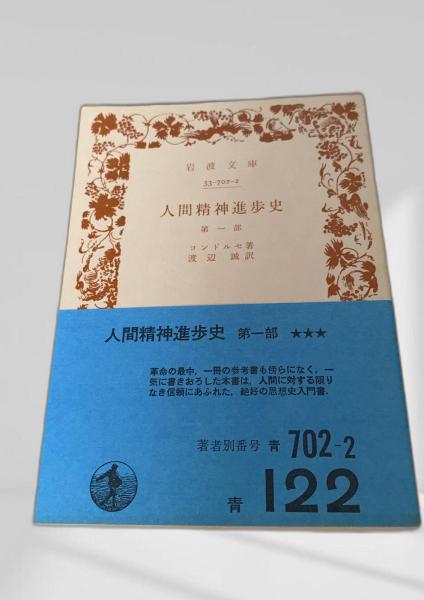 岩波文庫
33-702-2
人間精神進歩史
第一部
コンドルセ著
渡辺誠訳
人間精神進歩史 第一部 ★★★
革命の最中，一冊の参考書も傍らになく，一
気に書きおろした本書は，人間に対する限り
なき信頼にあふれた，絶好の思想史入門書．
著者別番号 青 702-2
青 122